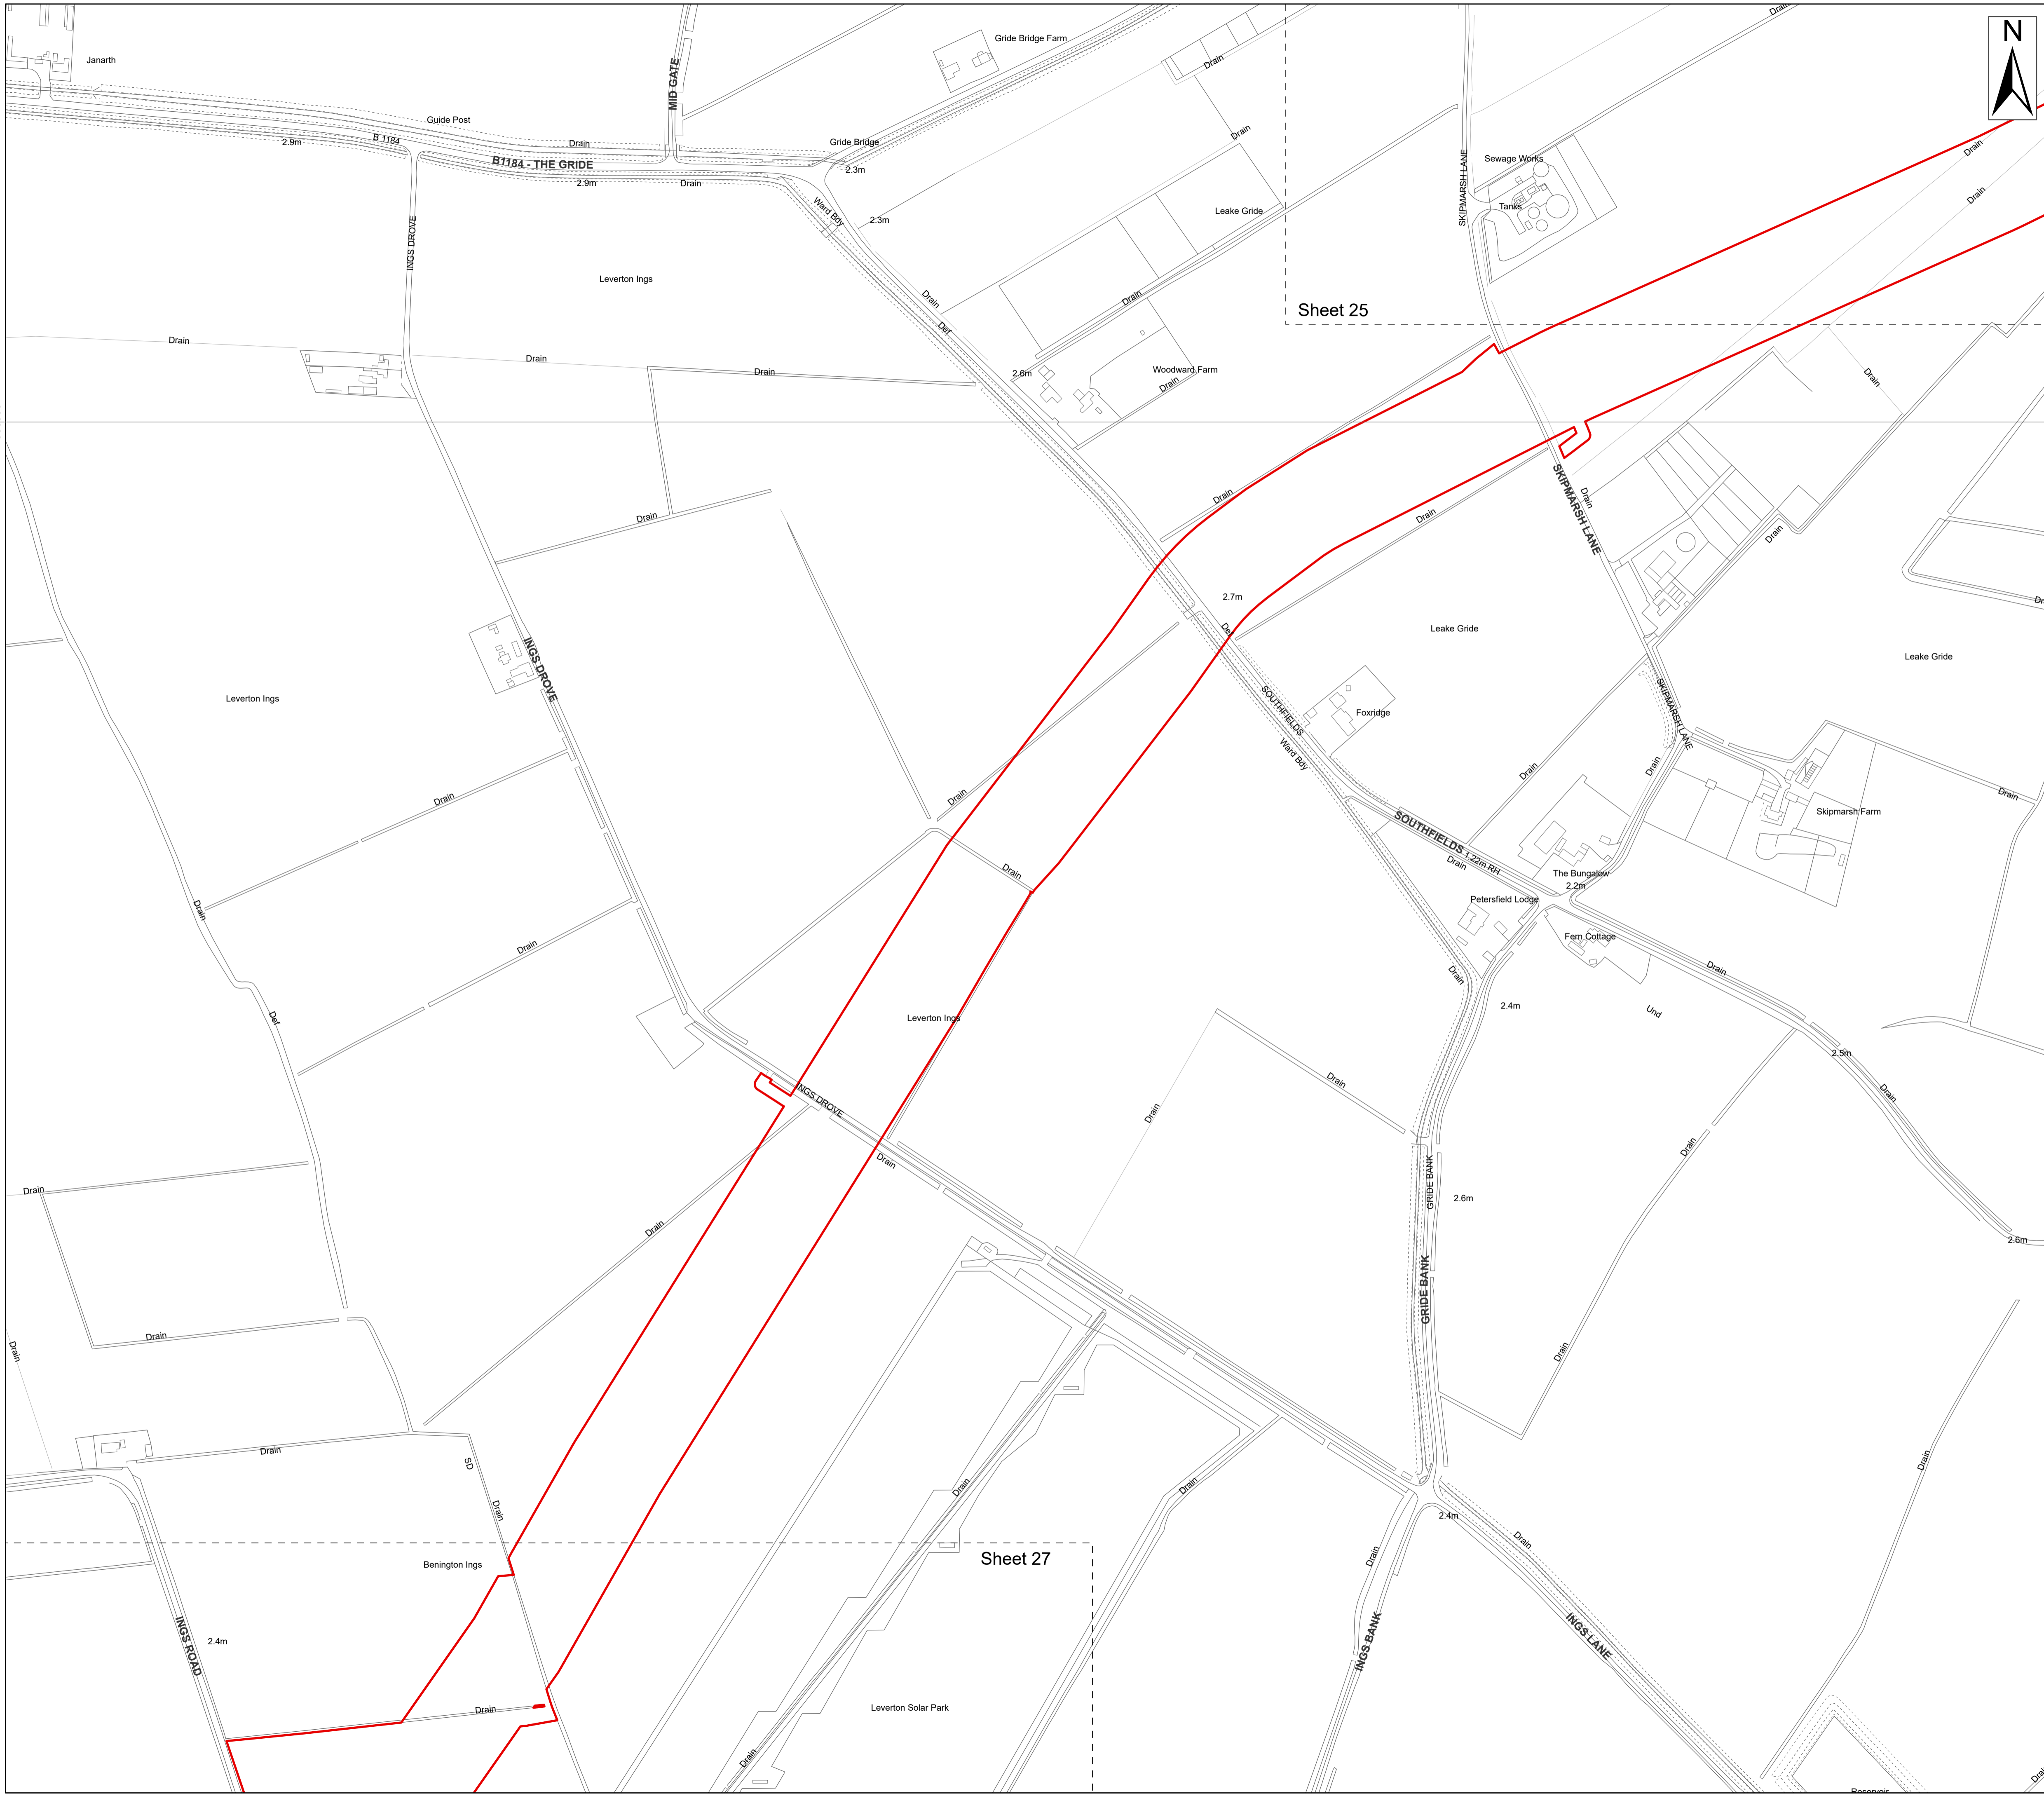 Drain
Gride Bridge Farm
N
Janarth
Drain
MID GATE
Guide Post
Drain
B 1184
2.9m
Drain
Gride Bridge
Drain
B1184 - THE GRIDE
2.3m
Sewage Works
2.9m
Drain
SKIPMARSH LANE
Drain
Ward Bdy
2.3m
Leake Gride
Tanks
INGS DROVE
Leverton Ings
Drain
Drain
Sheet 25
Def
Drain
Drain
Drain
2.6m
Woodward Farm
Drain
Drain
Drain
Drain
SKIPMARSH LANE
Drain
Drain
Drain
Drain
2.7m
Dr
Def
Leake Gride
Leake Gride
INGS DROVE
Leverton Ings
SOUTHFIELDS
Foxridge
SKIPMARSH LANE
Ward Bdy
Drain
Drain
Drain
Drain
Drain
Skipmarsh Farm
SOUTHFIELDS
1.22m RH
Drain
Drain
The Bungalow
2.2m
Petersfield Lodge
Drain
Fern Cottage
Drain
Drain
Drain
2.4m
Und
Def
Leverton Ings
2.5m
Drain
Drain
INGS DROVE
Drain
Drain
Drain
GRIDE BANK
Drain
2.6m
Drain
2.6m
GRIDE BANK
Drain
Drain
Drain
Drain
SD
Drain
Drain
Drain
Drain
2.4m
Drain
Benington Ings
Sheet 27
Drain
INGS ROAD
2.4m
INGS BANK
INGS LANE
Drain
Leverton Solar Park
Drain
Drain
Reservoir